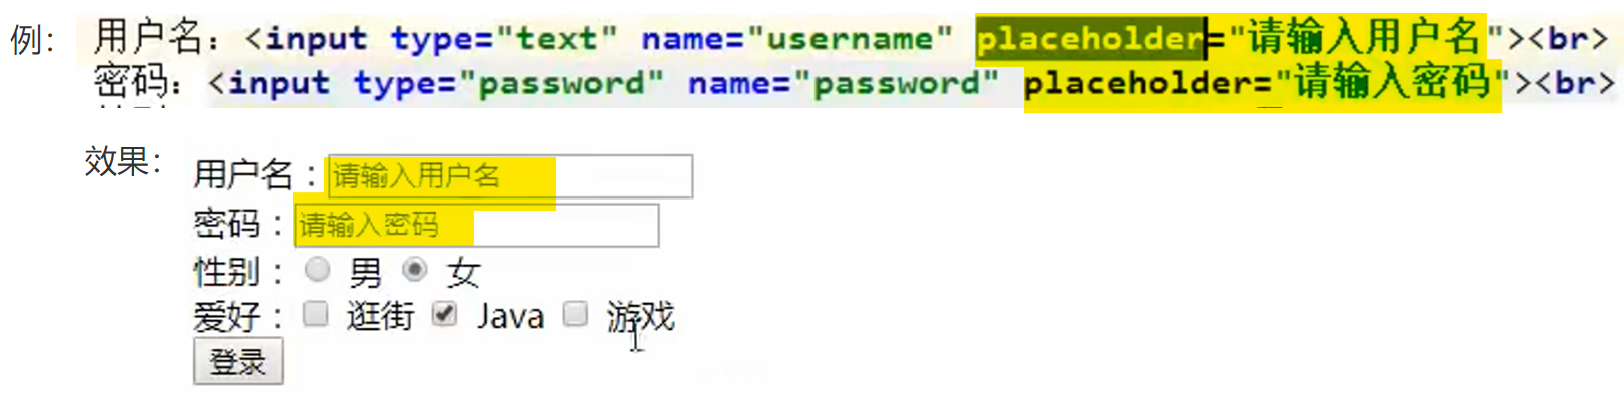 例：用户名：<input type="text" name="username" placeholder="请输入用户名"><br>
密码：<input type="password" name="password" placeholder="请输入密码"><br>
效果：
用户名：请输入用户名
密码：请输入密码
性别：男 女
爱好：逛街 Java 游戏
登录